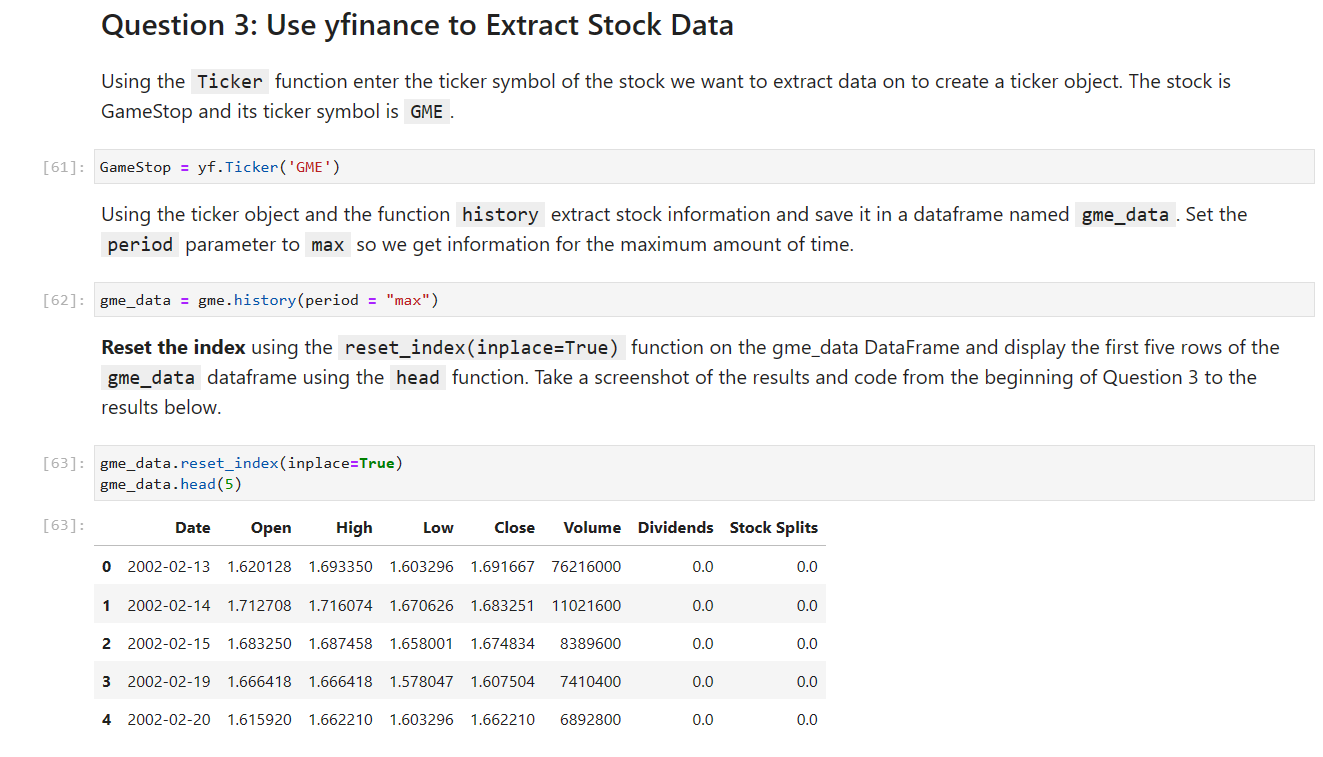 Question 3: Use yfinance to Extract Stock Data
Using the Ticker function enter the ticker symbol of the stock we want to extract data on to create a ticker object. The stock is
GameStop and its ticker symbol is GME .
[61]: GameStop = yf.Ticker('GME')
Using the ticker object and the function history extract stock information and save it in a dataframe named gme_data . Set the
period parameter to max so we get information for the maximum amount of time.
[62]: gme_data = gme.history(period = "max")
Reset the index using the reset_index(inplace=True) function on the gme_data DataFrame and display the first five rows of the
gme_data dataframe using the head function. Take a screenshot of the results and code from the beginning of Question 3 to the
results below.
[63]: gme_data.reset_index(inplace=True)
gme_data.head(5)
[63]: Date Open High Low Close Volume Dividends Stock Splits
0 2002-02-13 1.620128 1.693350 1.603296 1.691667 76216000 0.0 0.0
1 2002-02-14 1.712708 1.716074 1.670626 1.683251 11021600 0.0 0.0
2 2002-02-15 1.683250 1.687458 1.658001 1.674834 8389600 0.0 0.0
3 2002-02-19 1.666418 1.666418 1.578047 1.607504 7410400 0.0 0.0
4 2002-02-20 1.615920 1.662210 1.603296 1.662210 6892800 0.0 0.0